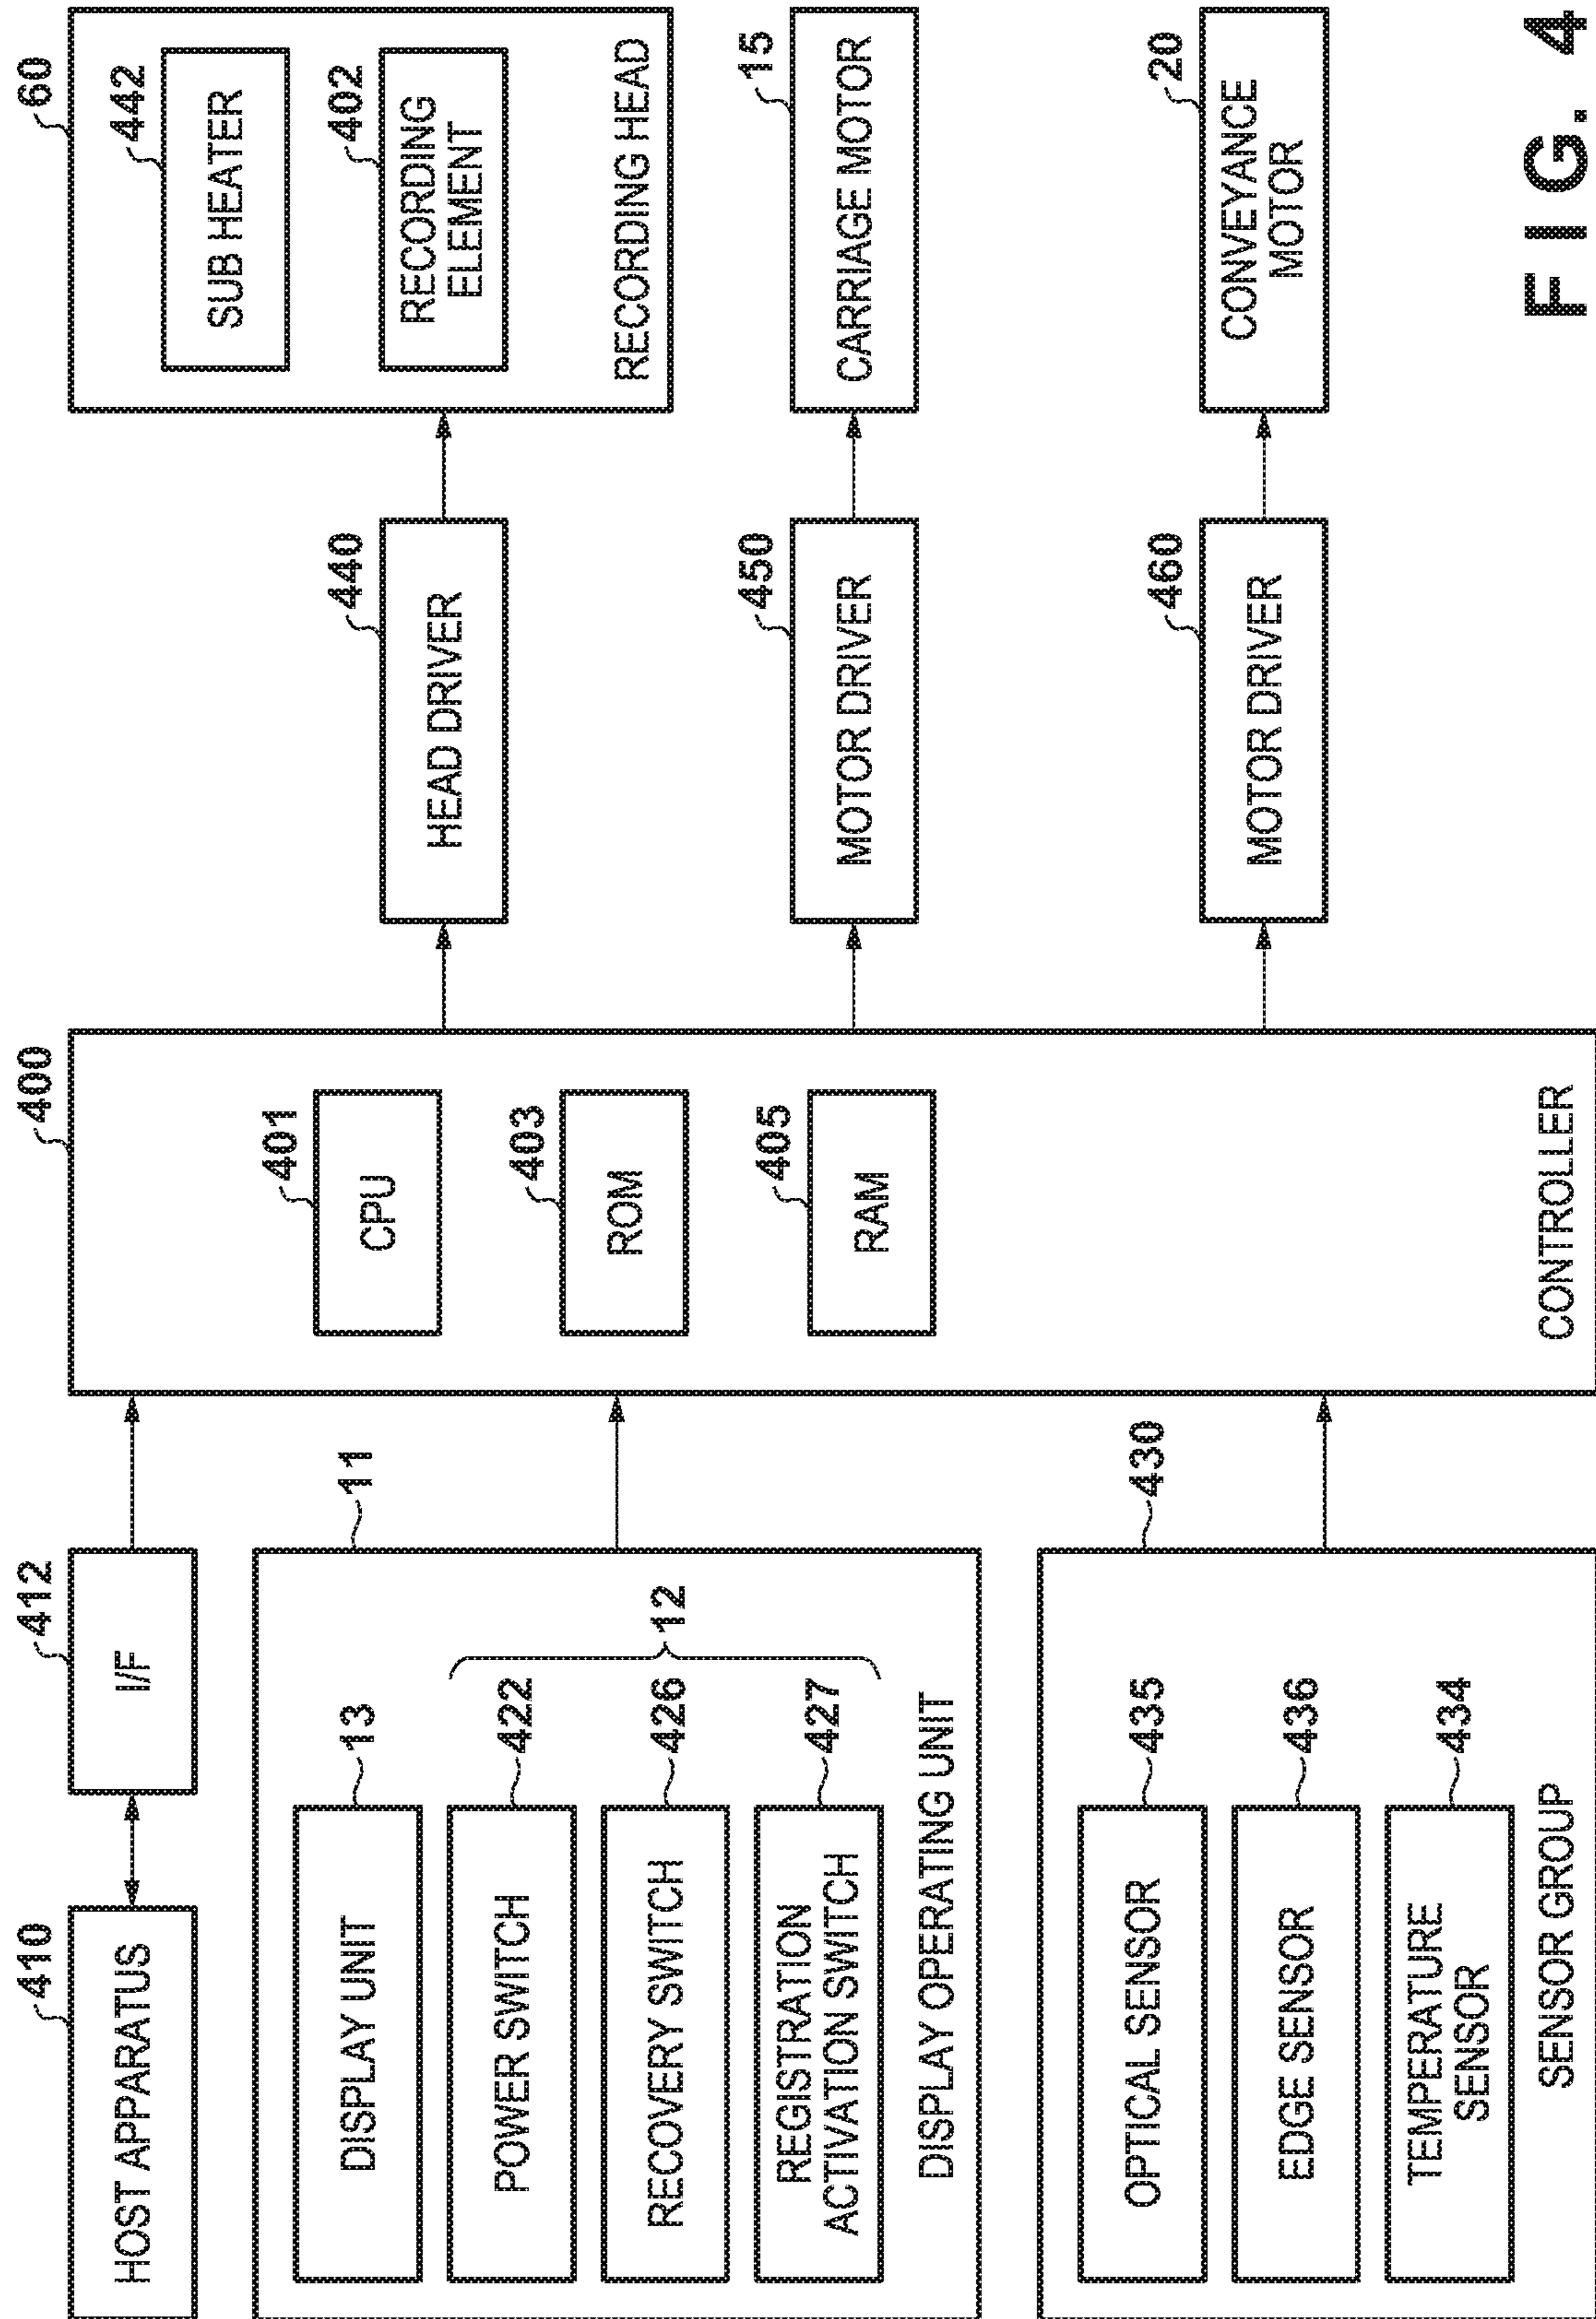 410
HOST APPARATUS
412
I/F
11
13
DISPLAY UNIT
422
POWER SWITCH
12
426
RECOVERY SWITCH
427
REGISTRATION
ACTIVATION SWITCH
DISPLAY OPERATING UNIT
430
435
OPTICAL SENSOR
436
EDGE SENSOR
434
TEMPERATURE
SENSOR
SENSOR GROUP
400
401
CPU
403
ROM
405
RAM
CONTROLLER
440
HEAD DRIVER
450
MOTOR DRIVER
460
MOTOR DRIVER
60
442
SUB HEATER
402
RECORDING
ELEMENT
RECORDING HEAD
15
CARRIAGE MOTOR
20
CONVEYANCE
MOTOR
FIG. 4